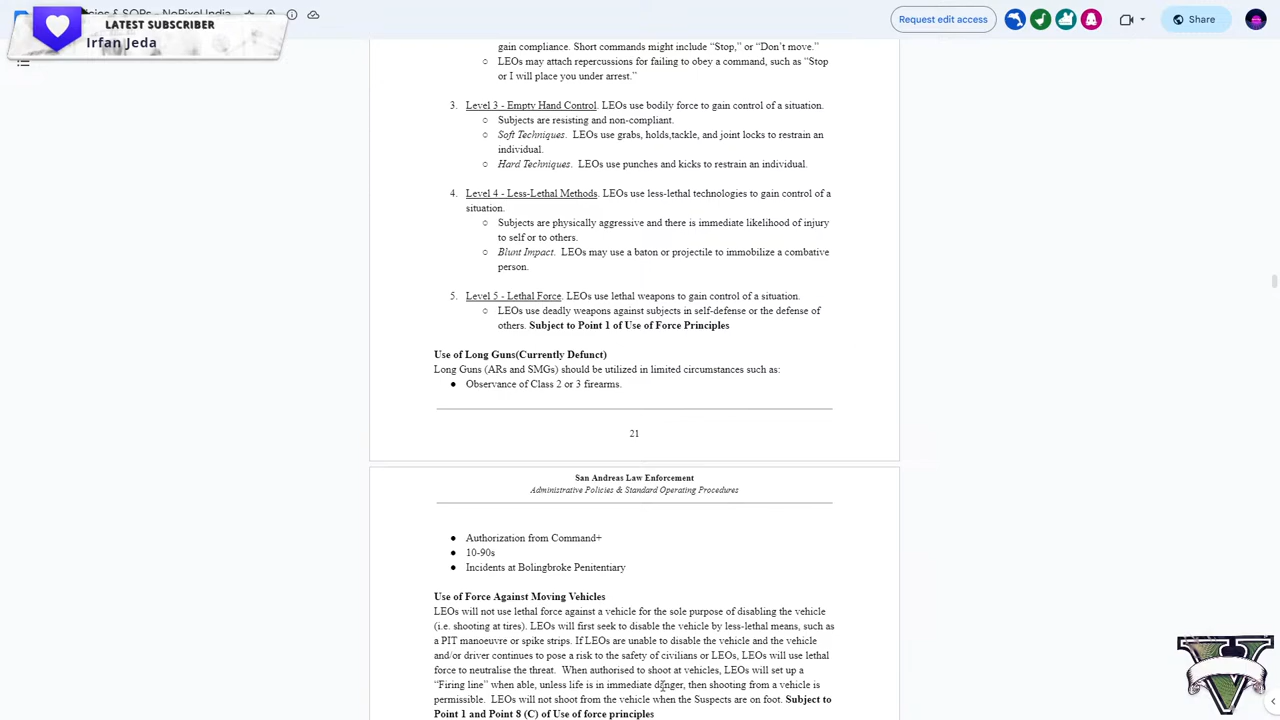 cies & SOPs - NoPixel India
LATEST SUBSCRIBER
Irfan Jeda
Request edit access
Share
gain compliance. Short commands might include “Stop,” or “Don’t move.”
○ LEOs may attach repercussions for failing to obey a command, such as “Stop
or I will place you under arrest.”
3. Level 3 - Empty Hand Control. LEOs use bodily force to gain control of a situation.
○ Subjects are resisting and non-compliant.
○ Soft Techniques. LEOs use grabs, holds,tackle, and joint locks to restrain an
individual.
○ Hard Techniques. LEOs use punches and kicks to restrain an individual.
4. Level 4 - Less-Lethal Methods. LEOs use less-lethal technologies to gain control of a
situation.
○ Subjects are physically aggressive and there is immediate likelihood of injury
to self or to others.
○ Blunt Impact. LEOs may use a baton or projectile to immobilize a combative
person.
5. Level 5 - Lethal Force. LEOs use lethal weapons to gain control of a situation.
○ LEOs use deadly weapons against subjects in self-defense or the defense of
others. Subject to Point 1 of Use of Force Principles
Use of Long Guns(Currently Defunct)
Long Guns (ARs and SMGs) should be utilized in limited circumstances such as:
● Observance of Class 2 or 3 firearms.
21
San Andreas Law Enforcement
Administrative Policies & Standard Operating Procedures
● Authorization from Command+
● 10-90s
● Incidents at Bolingbroke Penitentiary
Use of Force Against Moving Vehicles
LEOs will not use lethal force against a vehicle for the sole purpose of disabling the vehicle
(i.e. shooting at tires). LEOs will first seek to disable the vehicle by less-lethal means, such as
a PIT manoeuvre or spike strips. If LEOs are unable to disable the vehicle and the vehicle
and/or driver continues to pose a risk to the safety of civilians or LEOs, LEOs will use lethal
force to neutralise the threat. When authorised to shoot at vehicles, LEOs will set up a
“Firing line” when able, unless life is in immediate danger, then shooting from a vehicle is
permissible. LEOs will not shoot from the vehicle when the Suspects are on foot. Subject to
Point 1 and Point 8 (C) of Use of force principles
V